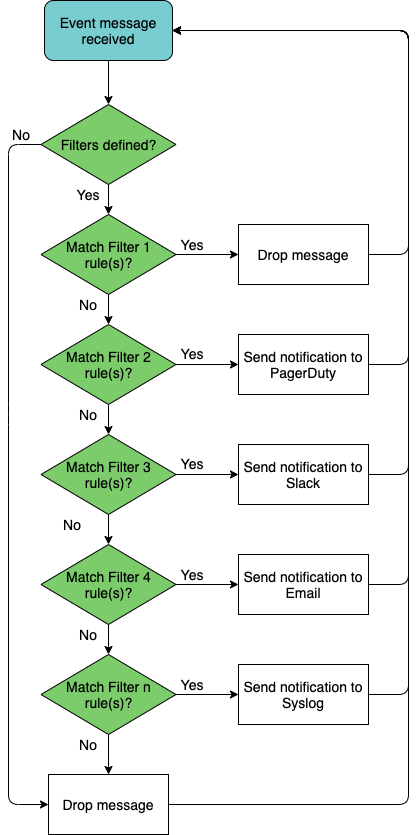 Event message
received
No
Filters defined?
Yes
Match Filter 1
rule(s)?
Yes
Drop message
No
Match Filter 2
rule(s)?
Yes
Send notification to
PagerDuty
No
Match Filter 3
rule(s)?
Yes
Send notification to
Slack
No
Match Filter 4
rule(s)?
Yes
Send notification to
Email
No
Match Filter n
rule(s)?
Yes
Send notification to
Syslog
No
Drop message